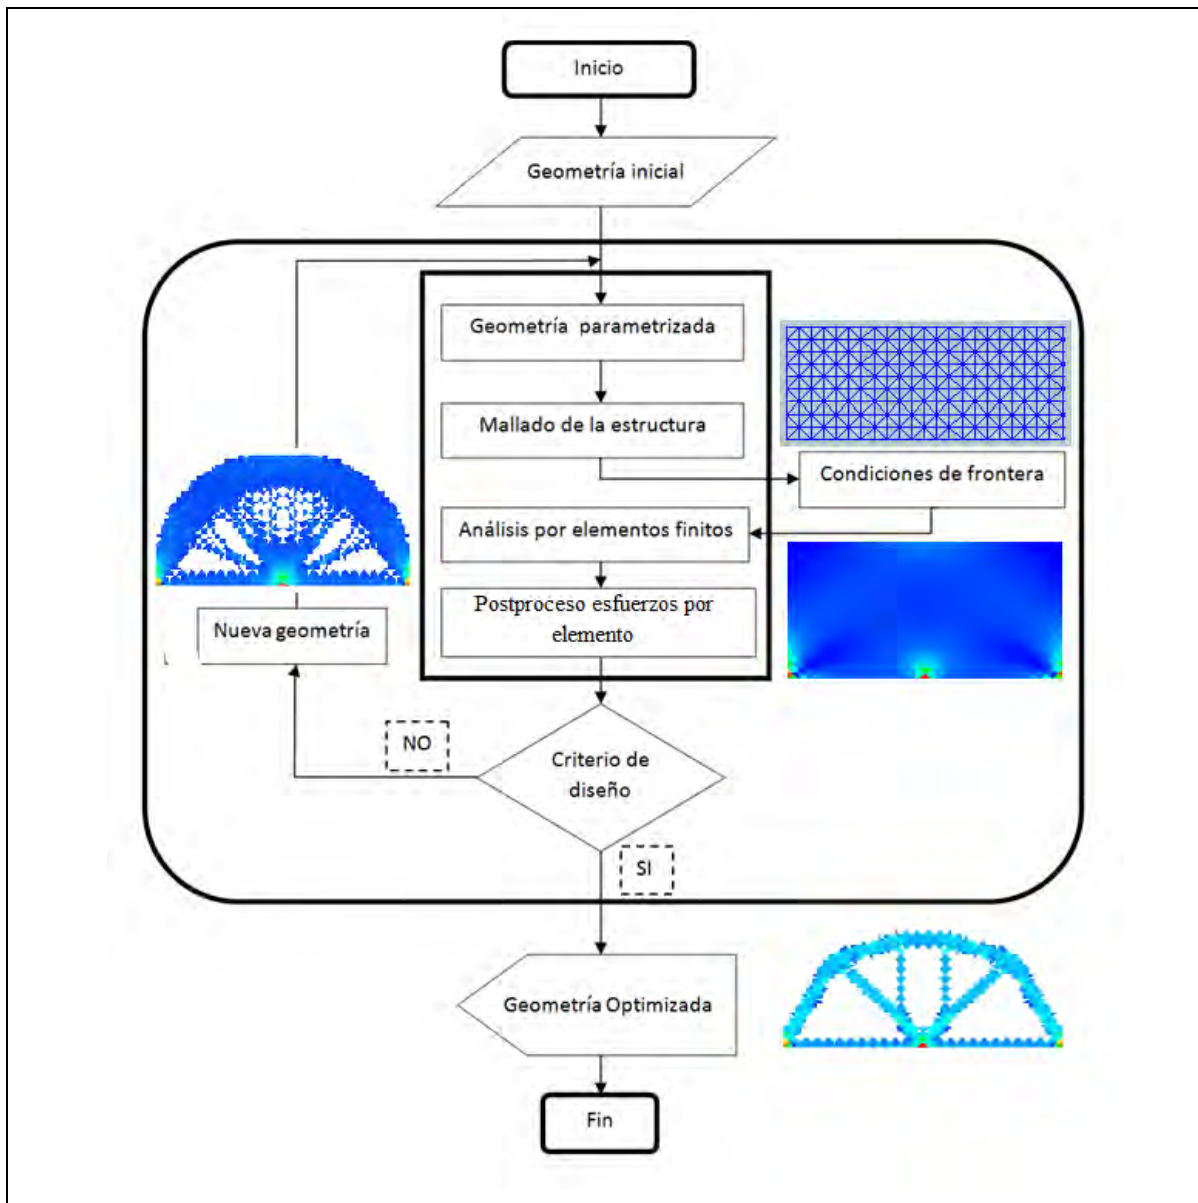 Inicio
Geometría inicial
Geometría parametrizada
Mallado de la estructura
Condiciones de frontera
Análisis por elementos finitos
Postproceso esfuerzos por
elemento
Nueva geometría
NO
Criterio de
diseño
SI
Geometría Optimizada
Fin